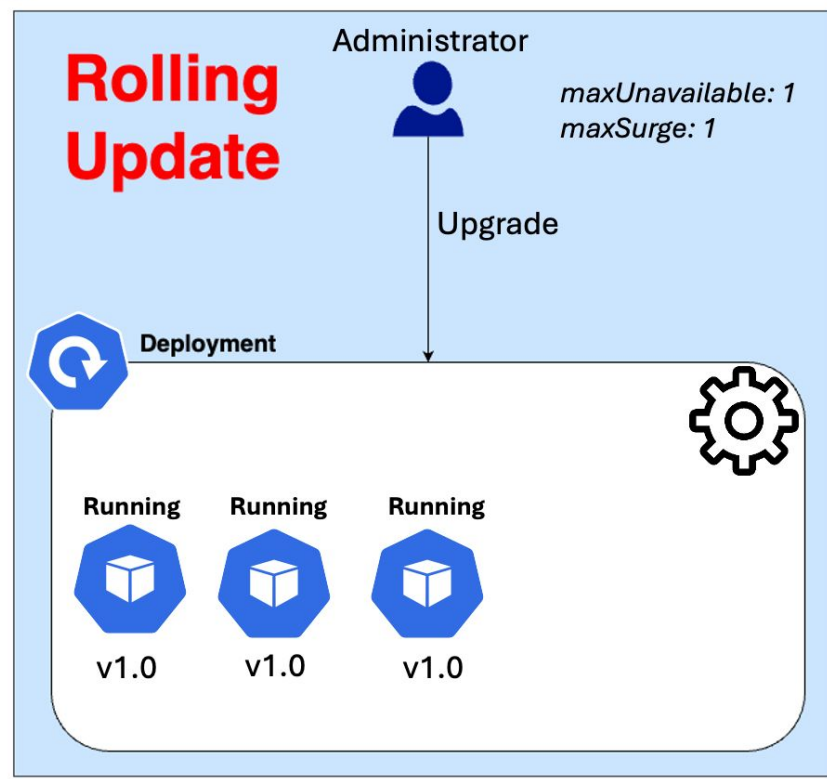 Rolling
Update
Administrator
maxUnavailable: 1
maxSurge: 1
Upgrade
Deployment
Running Running Running
v1.0 v1.0 v1.0